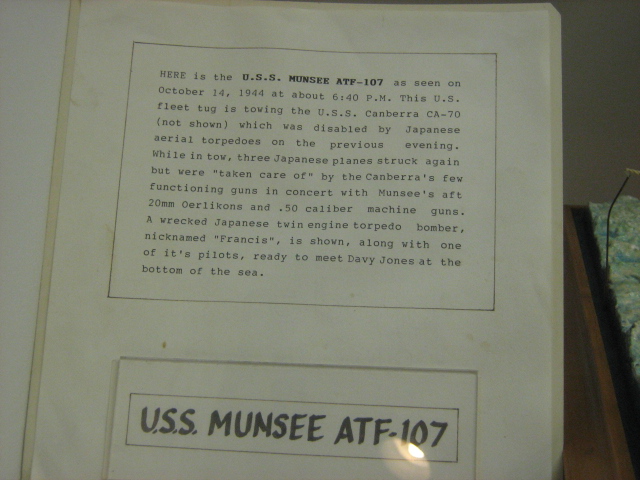 HERE is the U.S.S. MUNSEE ATF-107 as seen on
October 14, 1944 at about 6:40 P.M. This U.S.
fleet tug is towing the U.S.S. Canberra CA-70
(not shown) which was disabled by Japanese
aerial torpedoes on the previous evening.
While in tow, three Japanese planes struck again
but were "taken care of" by the Canberra's few
functioning guns in concert with Munsee's aft
20mm Oerlikons and .50 caliber machine guns.
A wrecked Japanese twin engine torpedo bomber,
nicknamed "Francis", is shown, along with one
of it's pilots, ready to meet Davy Jones at the
bottom of the sea.
U.S.S. MUNSEE ATF-107